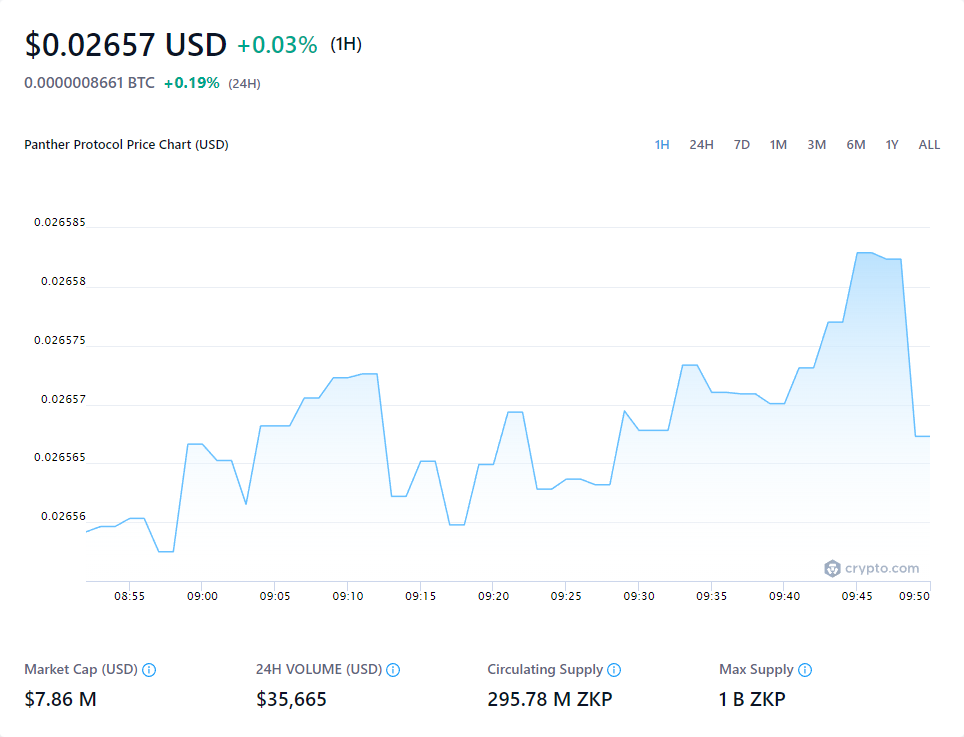 $0.02657 USD +0.03% (1H)
0.0000008661 BTC +0.19% (24H)
Panther Protocol Price Chart (USD)
1H 24H 7D 1M 3M 6M 1Y ALL
0.026585
0.02658
0.026575
0.02657
0.026565
0.02656
crypto.com
08:55 09:00 09:05 09:10 09:15 09:20 09:25 09:30 09:35 09:40 09:45 09:50
Market Cap (USD) 24H VOLUME (USD) Circulating Supply Max Supply
$7.86 M $35,665 295.78 M ZKP 1 B ZKP